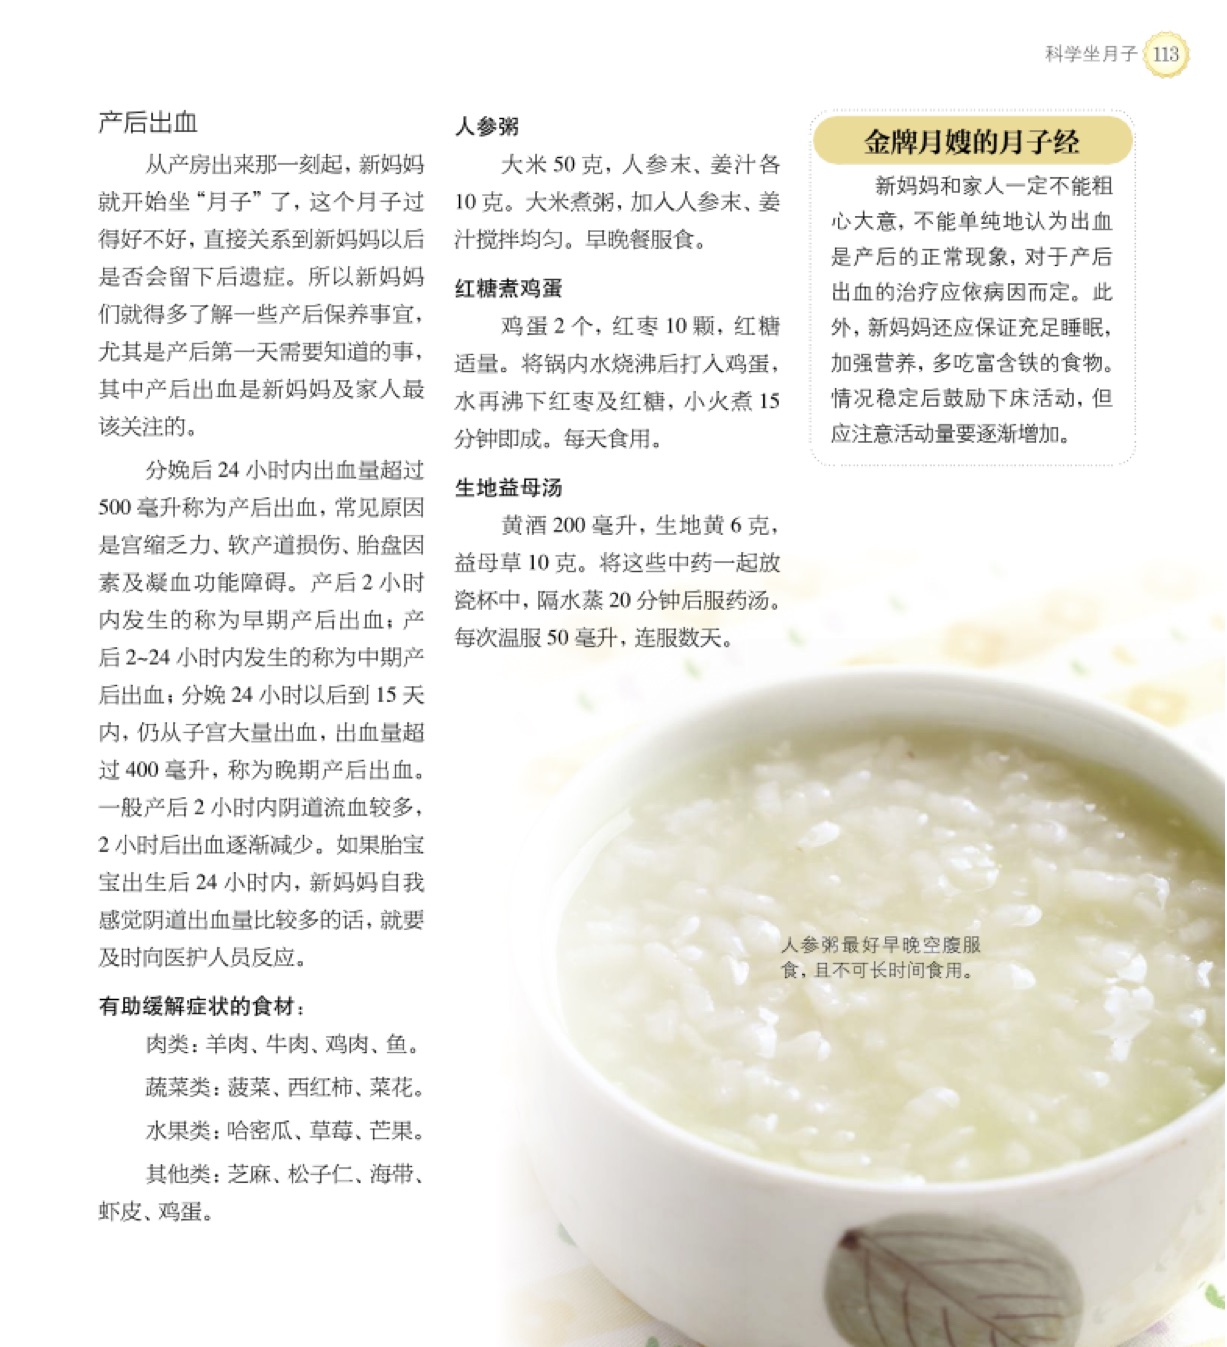 科学坐月子 113
产后出血
从产房出来那一刻起，新妈妈
就开始坐“月子”了，这个月子过
得好不好，直接关系到新妈妈以后
是否会留下后遗症。所以新妈妈
们就得多了解一些产后保养事宜，
尤其是产后第一天需要知道的事，
其中产后出血是新妈妈及家人最
该关注的。
分娩后 24 小时内出血量超过
500 毫升称为产后出血，常见原因
是宫缩乏力、软产道损伤、胎盘因
素及凝血功能障碍。产后 2 小时
内发生的称为早期产后出血；产
后 2~24 小时内发生的称为中期产
后出血；分娩 24 小时以后到 15 天
内，仍从子宫大量出血，出血量超
过 400 毫升，称为晚期产后出血。
一般产后 2 小时内阴道流血较多，
2 小时后出血逐渐减少。如果胎宝
宝出生后 24 小时内，新妈妈自我
感觉阴道出血量比较多的话，就要
及时向医护人员反应。
有助缓解症状的食材：
肉类：羊肉、牛肉、鸡肉、鱼。
蔬菜类：菠菜、西红柿、菜花。
水果类：哈密瓜、草莓、芒果。
其他类：芝麻、松子仁、海带、
虾皮、鸡蛋。
人参粥
大米 50 克，人参末、姜汁各
10 克。大米煮粥，加入人参末、姜
汁搅拌均匀。早晚餐服食。
红糖煮鸡蛋
鸡蛋 2 个，红枣 10 颗，红糖
适量。将锅内水烧沸后打入鸡蛋，
水再沸下红枣及红糖，小火煮 15
分钟即成。每天食用。
生地益母汤
黄酒 200 毫升，生地黄 6 克，
益母草 10 克。将这些中药一起放
瓷杯中，隔水蒸 20 分钟后服药汤。
每次温服 50 毫升，连服数天。
金牌月嫂的月子经
新妈妈和家人一定不能粗
心大意，不能单纯地认为出血
是产后的正常现象，对于产后
出血的治疗应依病因而定。此
外，新妈妈还应保证充足睡眠，
加强营养，多吃富含铁的食物。
情况稳定后鼓励下床活动，但
应注意活动量要逐渐增加。
人参粥最好早晚空腹服
食，且不可长时间食用。